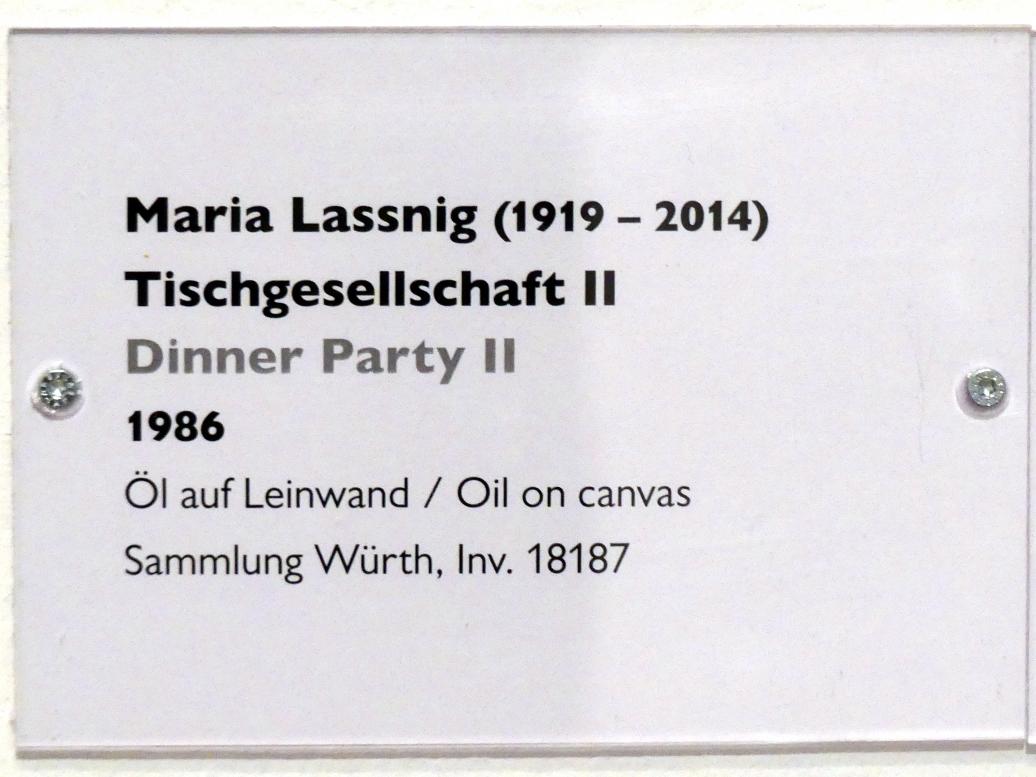 Maria Lassnig (1919 – 2014)
Tischgesellschaft II
Dinner Party II
1986
Öl auf Leinwand / Oil on canvas
Sammlung Würth, Inv. 18187